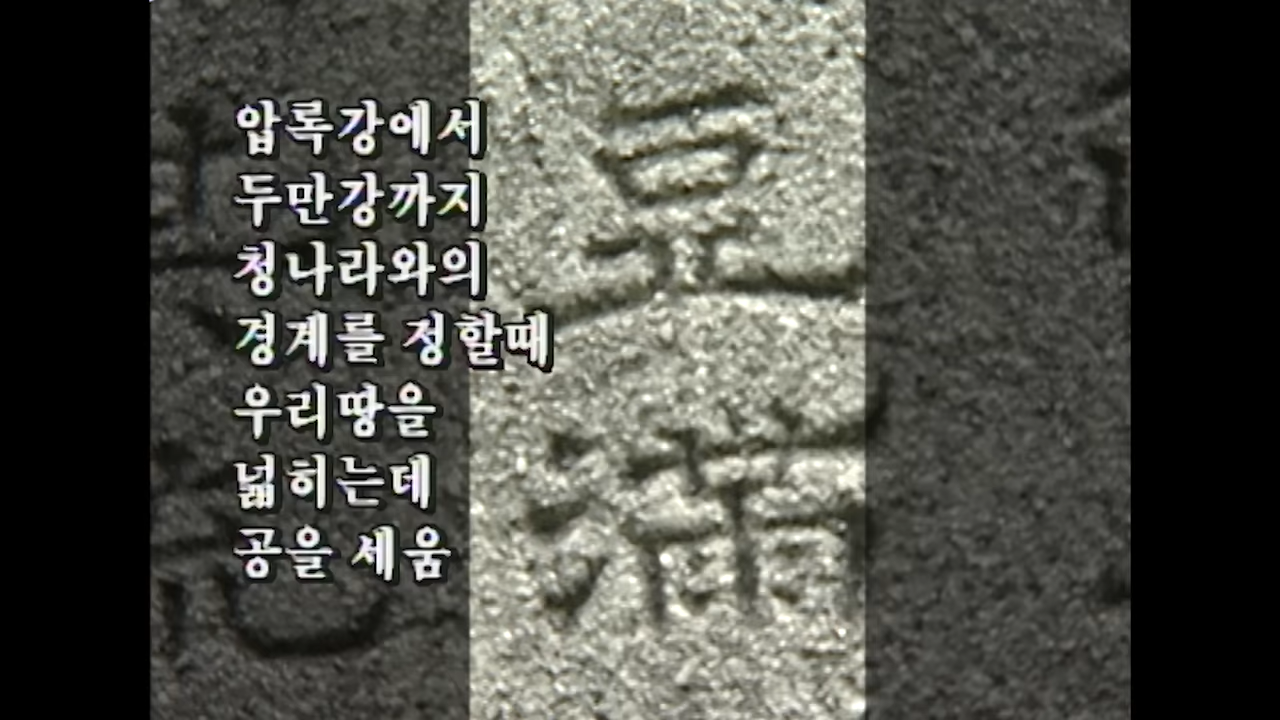 압록강에서
두만강까지
청나라와의
경계를 정할때
우리땅을
넓히는데
공을 세움
滿